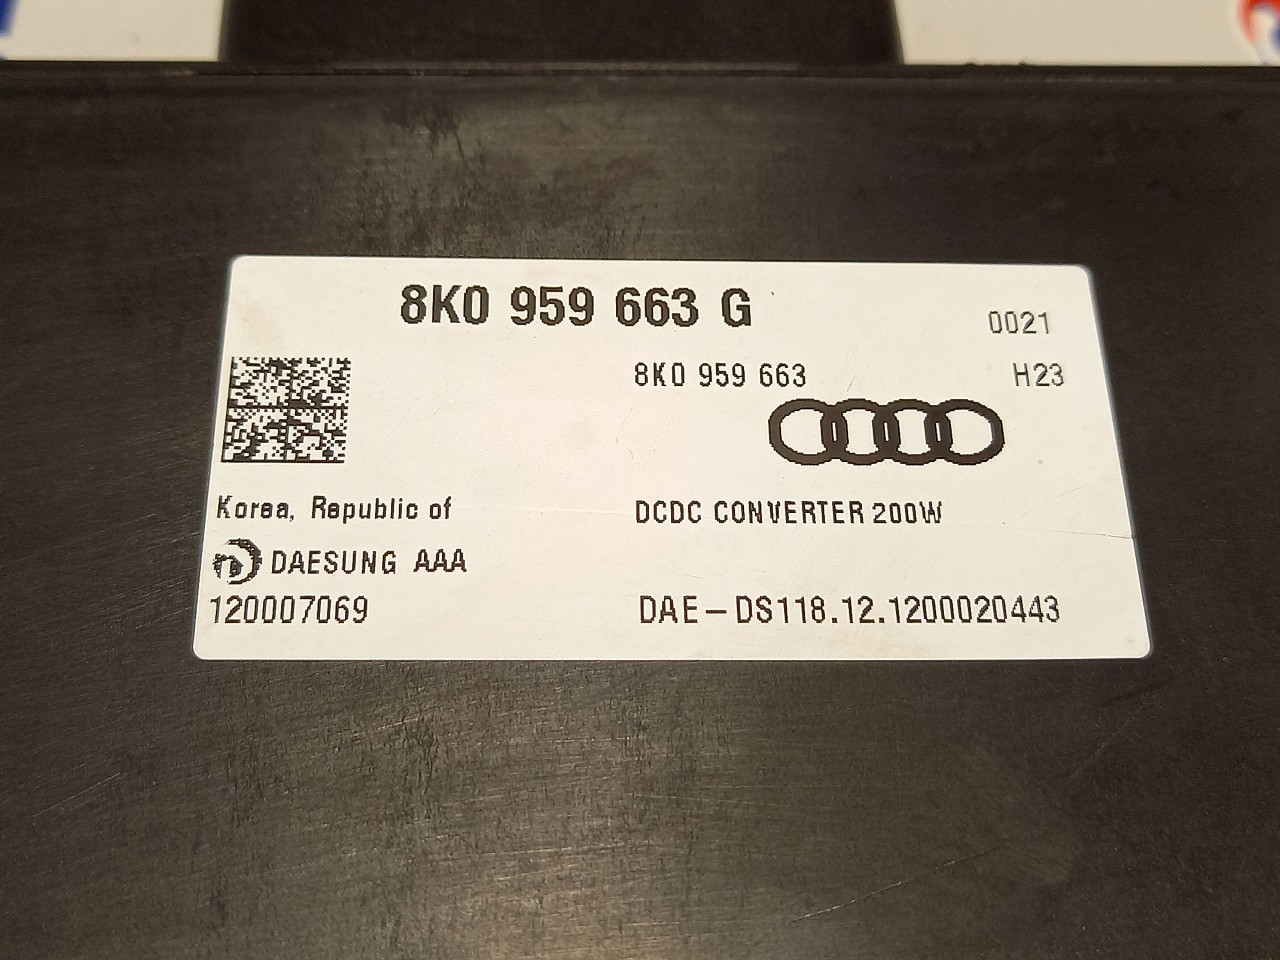 8K0 959 663 G
0021
8K0 959 663
H23
Korea, Republic of
DCDC CONVERTER 200W
DAESUNG AAA
120007069
DAE-DS118.12.1200020443